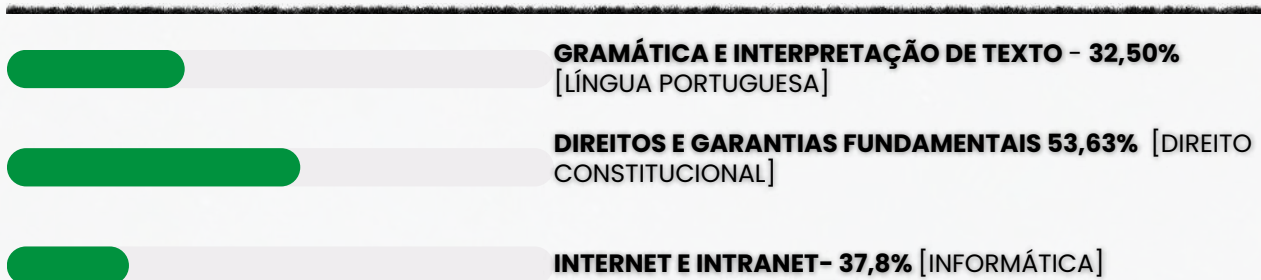 GRAMÁTICA E INTERPRETAÇÃO DE TEXTO - 32,50%
[LÍNGUA PORTUGUESA]
DIREITOS E GARANTIAS FUNDAMENTAIS 53,63% [DIREITO
CONSTITUCIONAL]
INTERNET E INTRANET- 37,8% [INFORMÁTICA]